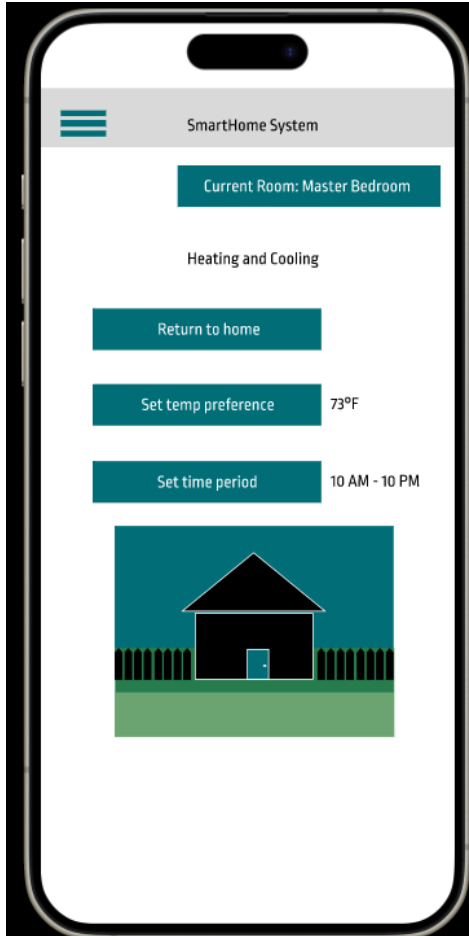 SmartHome System
Current Room: Master Bedroom
Heating and Cooling
Return to home
Set temp preference 73°F
Set time period 10 AM - 10 PM